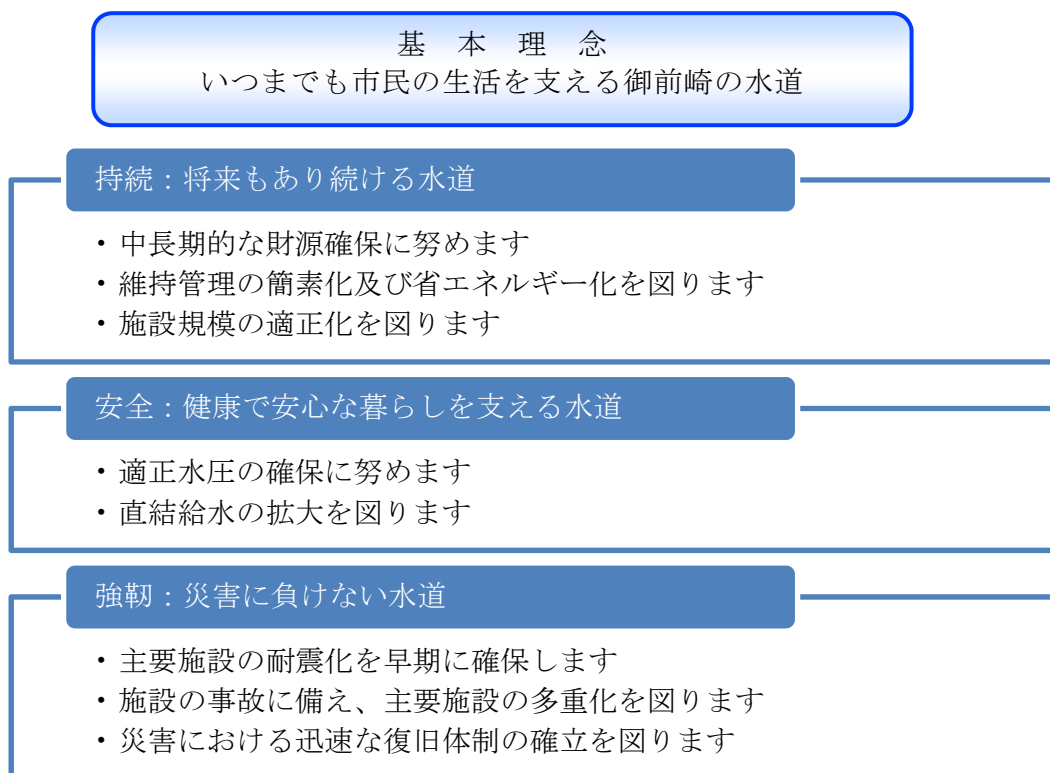 基　本　理　念
いつまでも市民の生活を支える御前崎の水道
持続：将来もあり続ける水道
・中長期的な財源確保に努めます
・維持管理の簡素化及び省エネルギー化を図ります
・施設規模の適正化を図ります
安全：健康で安心な暮らしを支える水道
・適正水圧の確保に努めます
・直結給水の拡大を図ります
強靭：災害に負けない水道
・主要施設の耐震化を早期に確保します
・施設の事故に備え、主要施設の多重化を図ります
・災害における迅速な復旧体制の確立を図ります